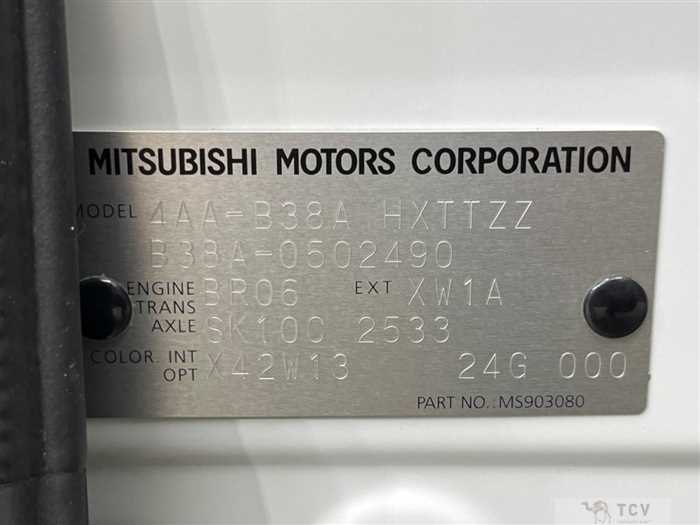 MITSUBISHI MOTORS CORPORATION
MODEL 4AA-B38A HXTTZZ
B38A-0502490
ENGINE BR06 EXT XW1A
TRANS
AXLE SK10C 2533
COLOR. INT X42W13 24G 000
OPT
PART NO.:MS903080
TCV